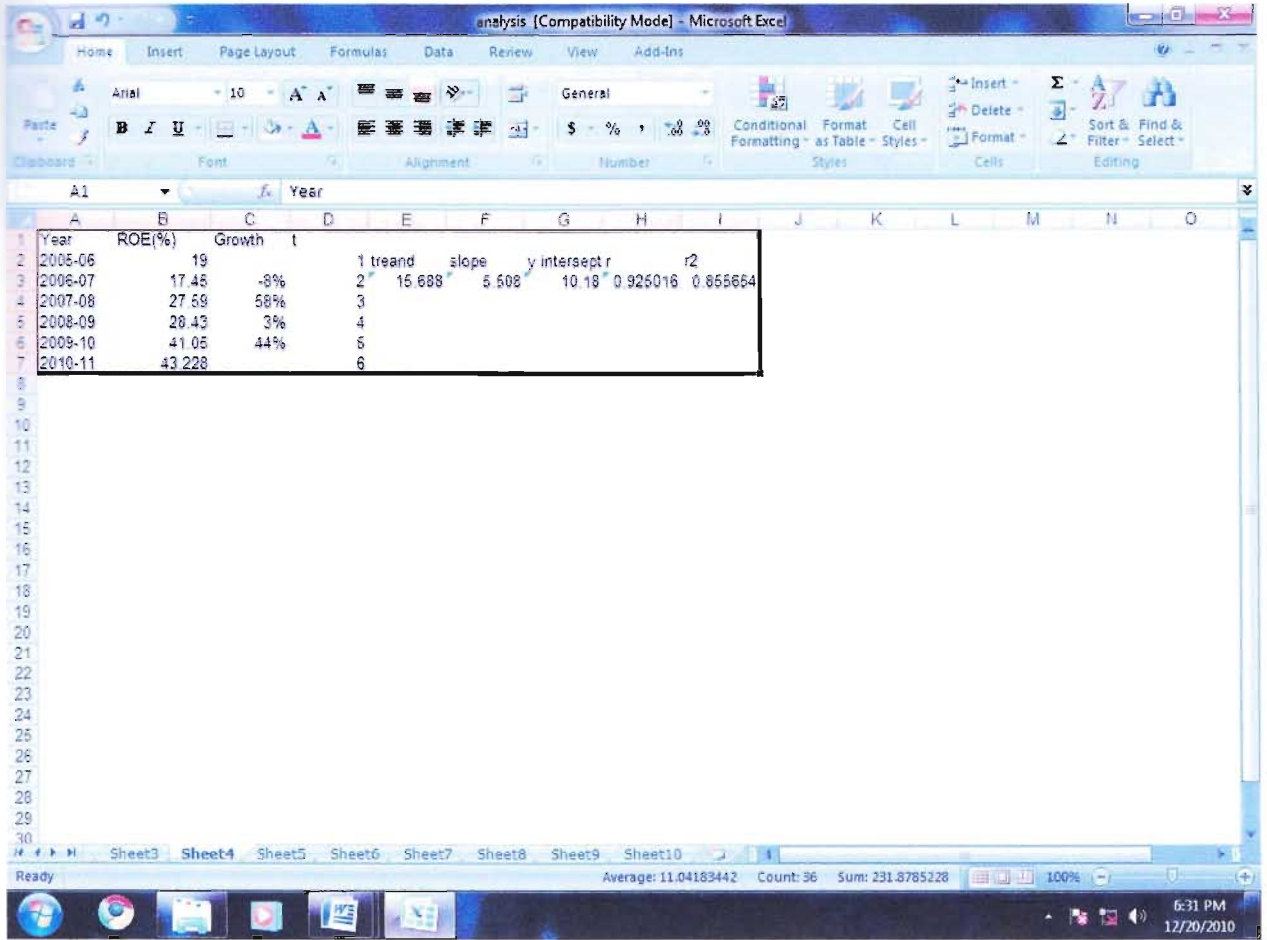 analysis [Compatibility Mode] - Microsoft Excel
Home Insert Page Layout Formulas Data Review View Add-Ins
Paste Arial 10 A A General Conditional Formatting Format as Table Cell Styles Insert Delete Format Σ Sort & Filter Find & Select
B I U A $ % ,
Clipboard Font Alignment Number Styles Cells Editing
A1 fx Year
A B C D E F G H I J K L M N O
1 Year ROE(%) Growth t
2 2005-06 19 1 treand slope y intersept r r2
3 2006-07 17.45 -8% 2 15.688 5.508 10.18 0.925016 0.855654
4 2007-08 27.59 58% 3
5 2008-09 28.43 3% 4
6 2009-10 41.05 44% 5
7 2010-11 43.228 6
8
9
10
11
12
13
14
15
16
17
18
19
20
21
22
23
24
25
26
27
28
29
30
Sheet3 Sheet4 Sheet5 Sheet6 Sheet7 Sheet8 Sheet9 Sheet10
Ready Average: 11.04183442 Count: 36 Sum: 231.8785228 100%
6:31 PM
12/20/2010